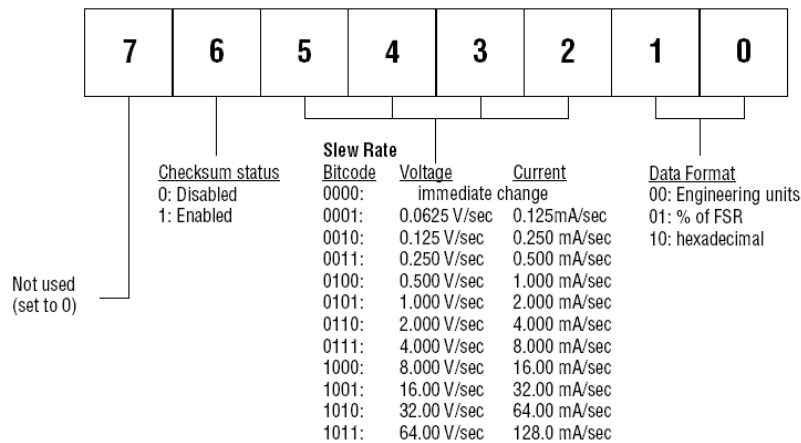 7 6 5 4 3 2 1 0
Checksum status
0: Disabled
1: Enabled
Not used
(set to 0)
Slew Rate
Bitcode Voltage Current
0000: immediate change
0001: 0.0625 V/sec 0.125mA/sec
0010: 0.125 V/sec 0.250 mA/sec
0011: 0.250 V/sec 0.500 mA/sec
0100: 0.500 V/sec 1.000 mA/sec
0101: 1.000 V/sec 2.000 mA/sec
0110: 2.000 V/sec 4.000 mA/sec
0111: 4.000 V/sec 8.000 mA/sec
1000: 8.000 V/sec 16.00 mA/sec
1001: 16.00 V/sec 32.00 mA/sec
1010: 32.00 V/sec 64.00 mA/sec
1011: 64.00 V/sec 128.0 mA/sec
Data Format
00: Engineering units
01: % of FSR
10: hexadecimal